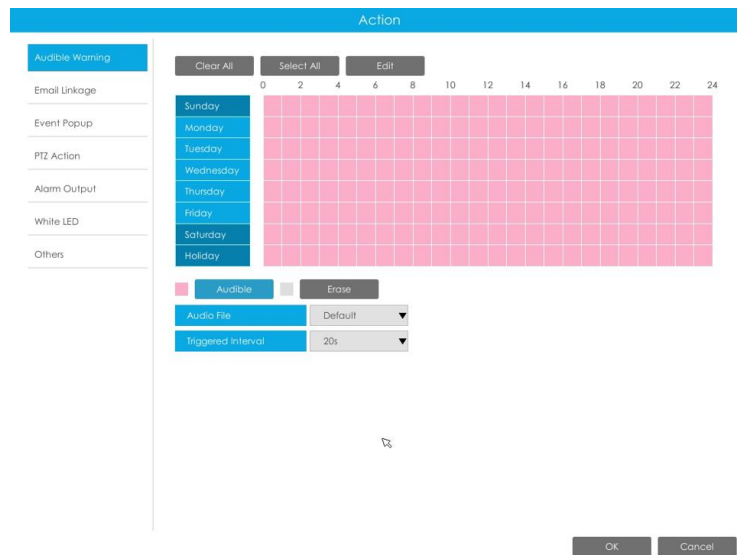 Action
Audible Warning
Email Linkage
Event Popup
PTZ Action
Alarm Output
White LED
Others
Clear All Select All Edit
0 2 4 6 8 10 12 14 16 18 20 22 24
Sunday
Monday
Tuesday
Wednesday
Thursday
Friday
Saturday
Holiday
Audible Erase
Audio File Default
Triggered Interval 20s
OK Cancel